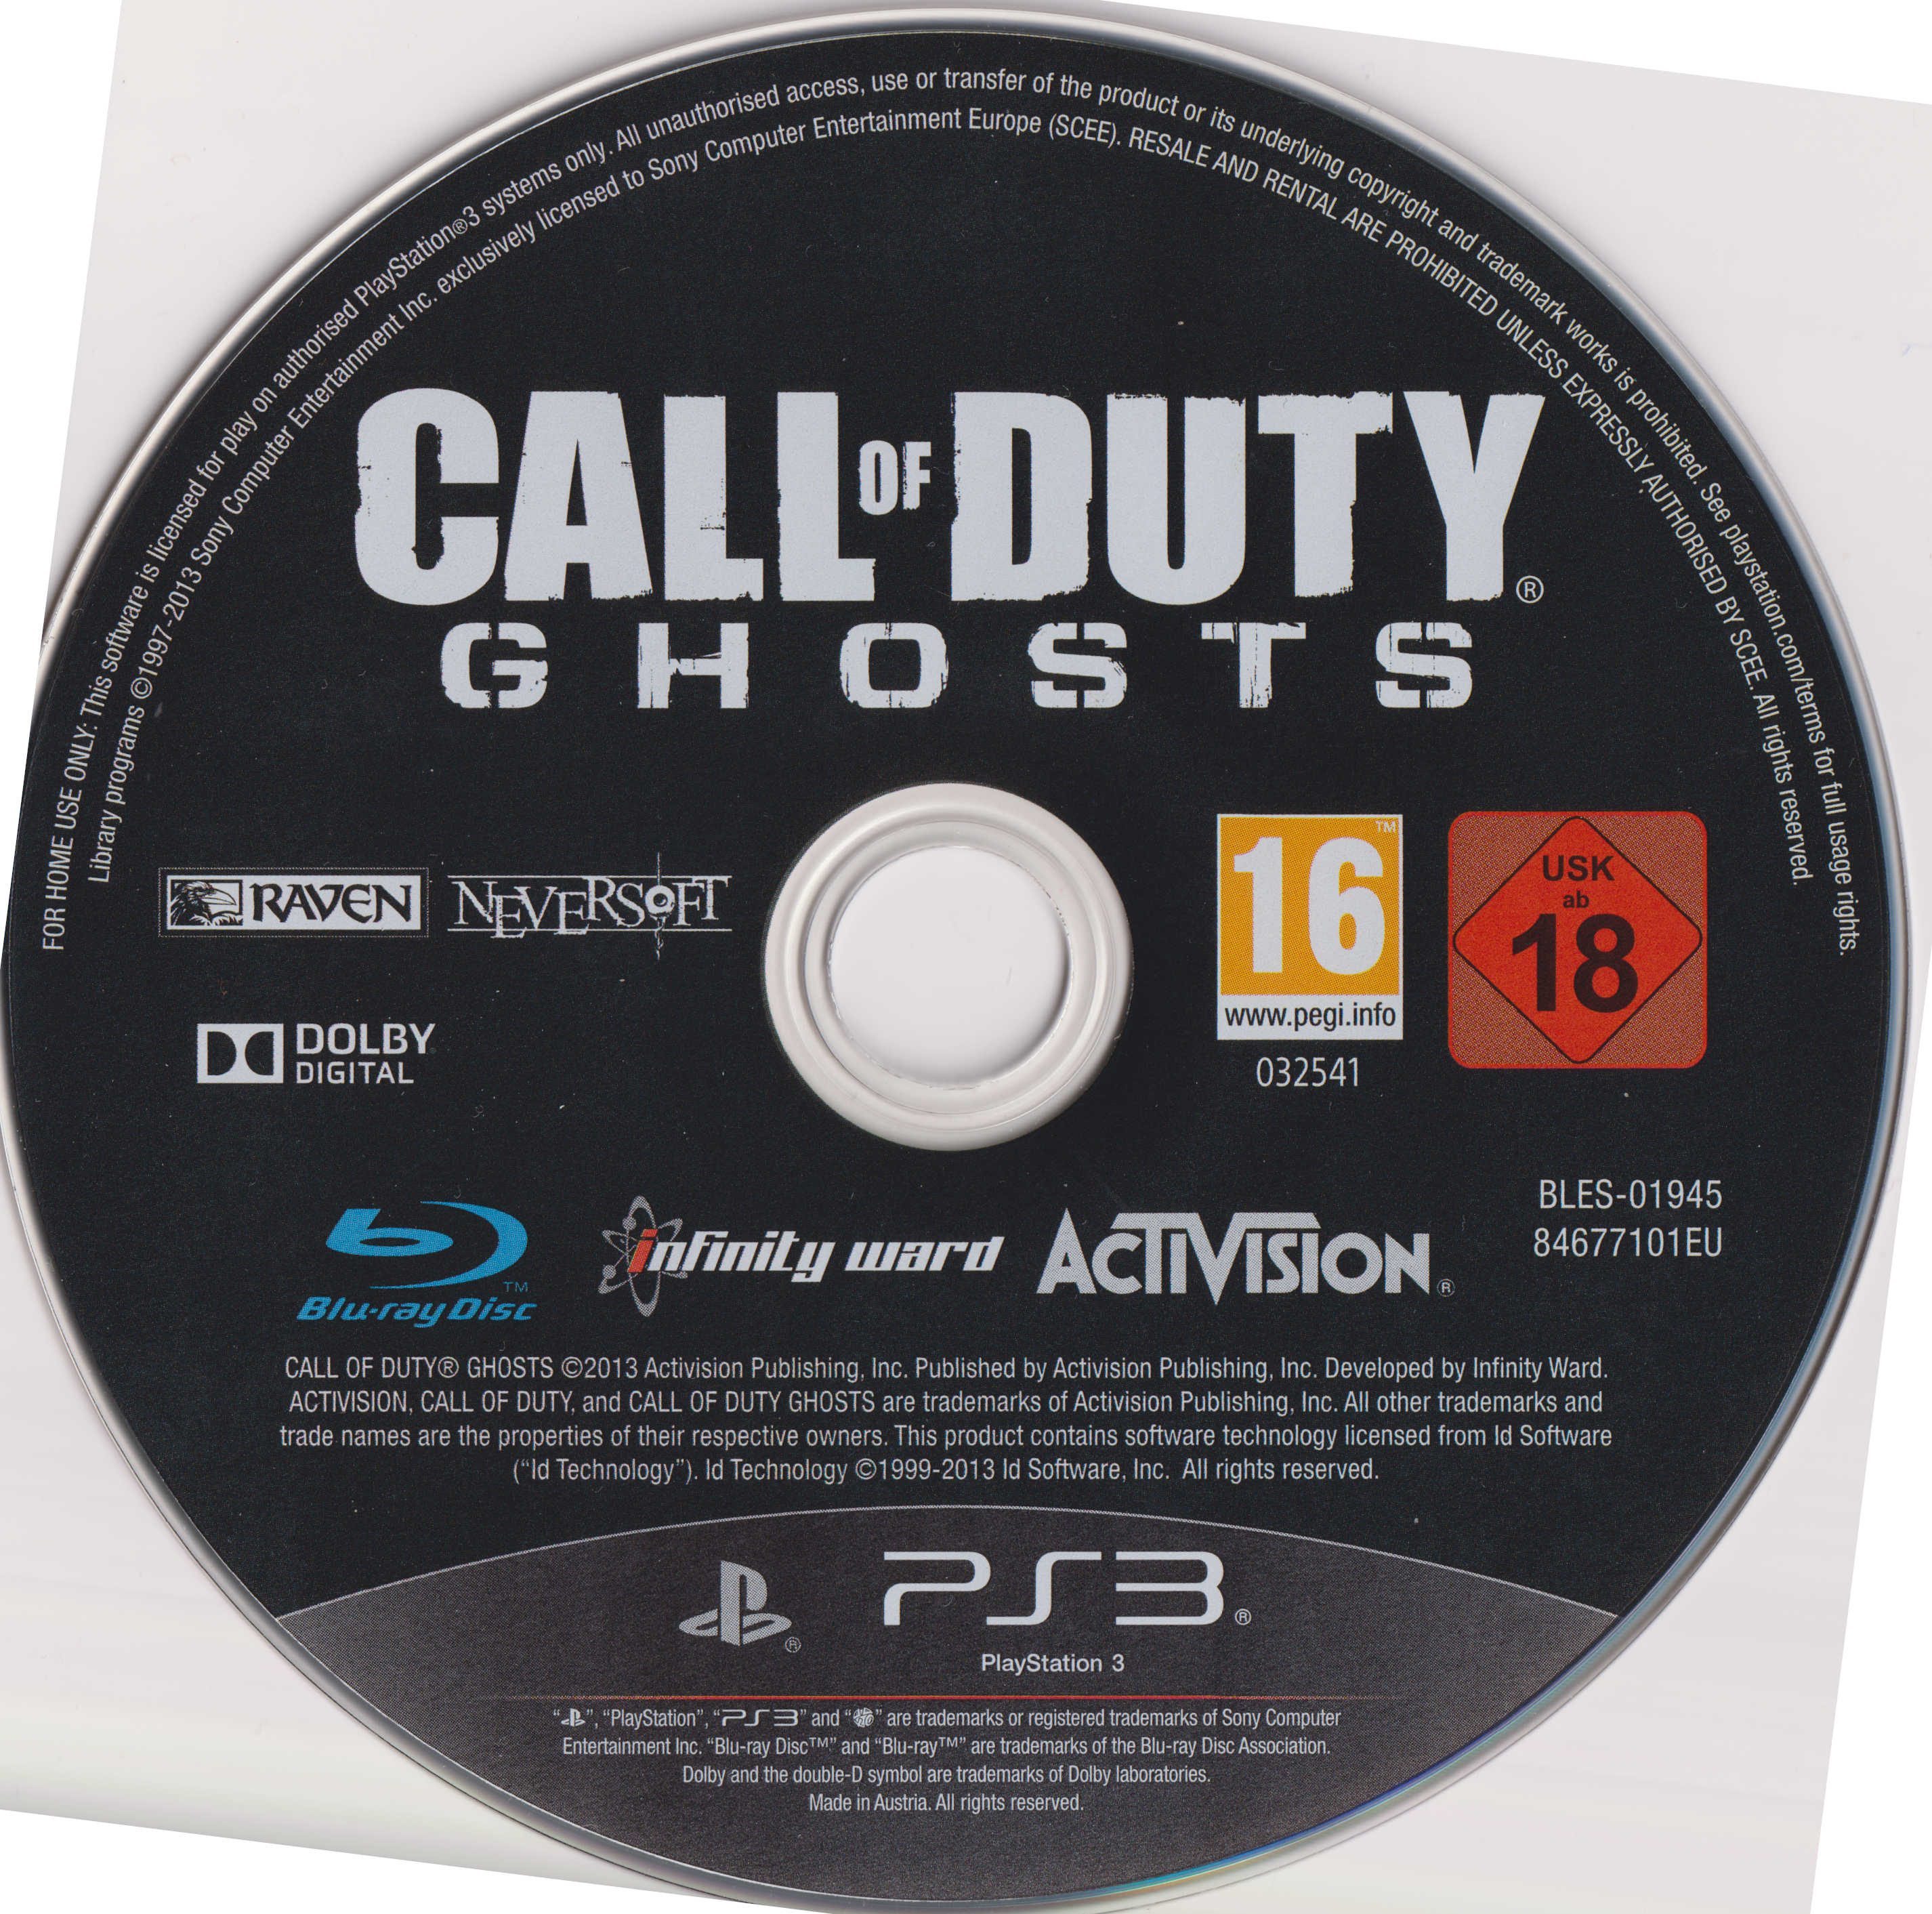 FOR HOME USE ONLY: This software is licensed for play on authorised PlayStation®3 systems only. All unauthorised access, use or transfer of the product or its underlying copyright and trademark works is prohibited. See playstation.com/terms for full usage rights.
Library programs ©1997-2013 Sony Computer Entertainment Inc. exclusively licensed to Sony Computer Entertainment Europe (SCEE). RESALE AND RENTAL ARE PROHIBITED UNLESS EXPRESSLY AUTHORISED BY SCEE. All rights reserved.
CALL OF DUTY®
GHOSTS
RAVEN
NEVERSOFT
DOLBY
DIGITAL
16™
www.pegi.info
032541
USK
ab
18
BLES-01945
84677101EU
Blu-ray Disc™
infinity ward
ACTIVISION®
CALL OF DUTY® GHOSTS ©2013 Activision Publishing, Inc. Published by Activision Publishing, Inc. Developed by Infinity Ward.
ACTIVISION, CALL OF DUTY, and CALL OF DUTY GHOSTS are trademarks of Activision Publishing, Inc. All other trademarks and
trade names are the properties of their respective owners. This product contains software technology licensed from Id Software
(“Id Technology”). Id Technology ©1999-2013 Id Software, Inc. All rights reserved.
® PS3®
PlayStation 3
“ ”, “PlayStation”, “PS3” and “ ” are trademarks or registered trademarks of Sony Computer
Entertainment Inc. “Blu-ray Disc™” and “Blu-ray™” are trademarks of the Blu-ray Disc Association.
Dolby and the double-D symbol are trademarks of Dolby laboratories.
Made in Austria. All rights reserved.